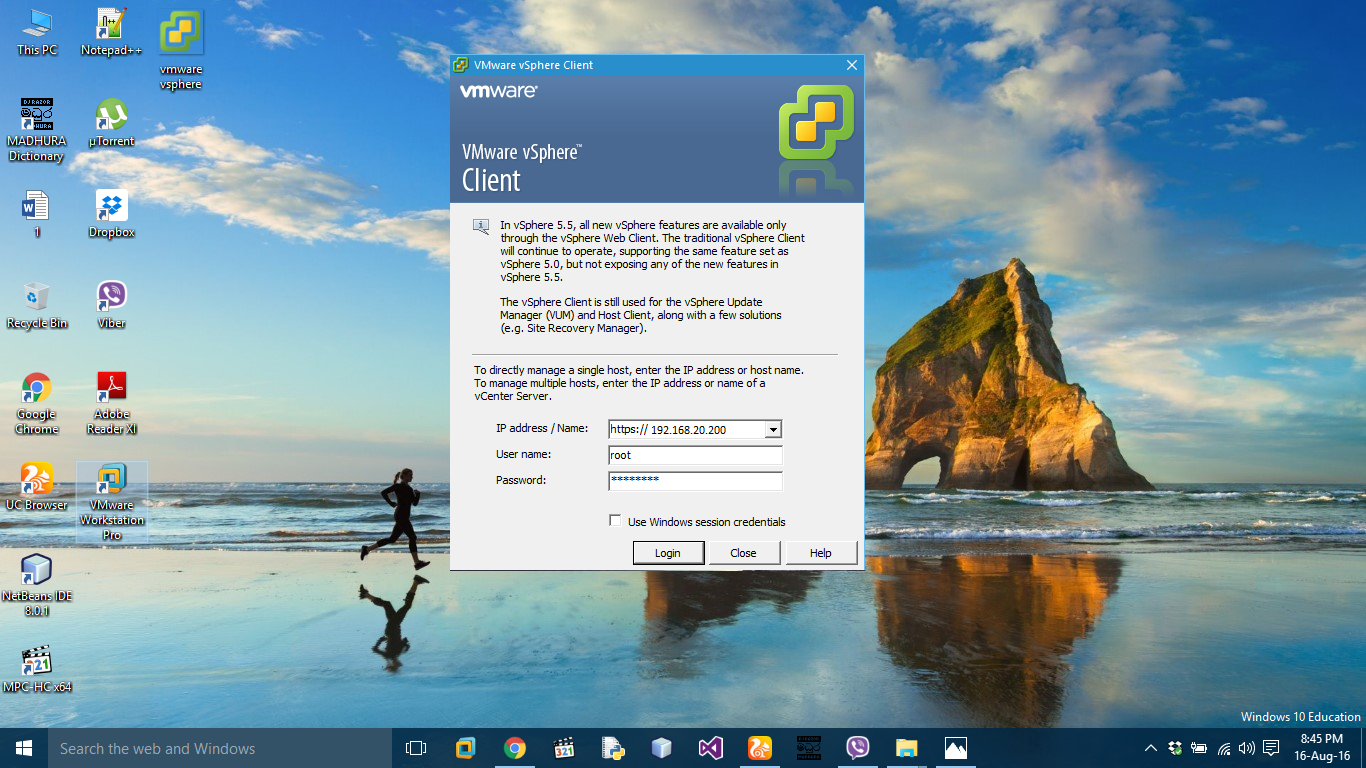 This PC
Notepad++
vmware
vsphere
MADHURA
Dictionary
µTorrent
1
Dropbox
Recycle Bin
Viber
Google
Chrome
Adobe
Reader XI
UC Browser
VMware
Workstation
Pro
NetBeans IDE
8.0.1
MPC-HC x64
VMware vSphere Client
vmware
VMware vSphere™
Client
In vSphere 5.5, all new vSphere features are available only
through the vSphere Web Client. The traditional vSphere Client
will continue to operate, supporting the same feature set as
vSphere 5.0, but not exposing any of the new features in
vSphere 5.5.
The vSphere Client is still used for the vSphere Update
Manager (VUM) and Host Client, along with a few solutions
(e.g. Site Recovery Manager).
To directly manage a single host, enter the IP address or host name.
To manage multiple hosts, enter the IP address or name of a
vCenter Server.
IP address / Name: https:// 192.168.20.200
User name: root
Password: ********
Use Windows session credentials
Login Close Help
Windows 10 Education
Search the web and Windows
321
8:45 PM
16-Aug-16